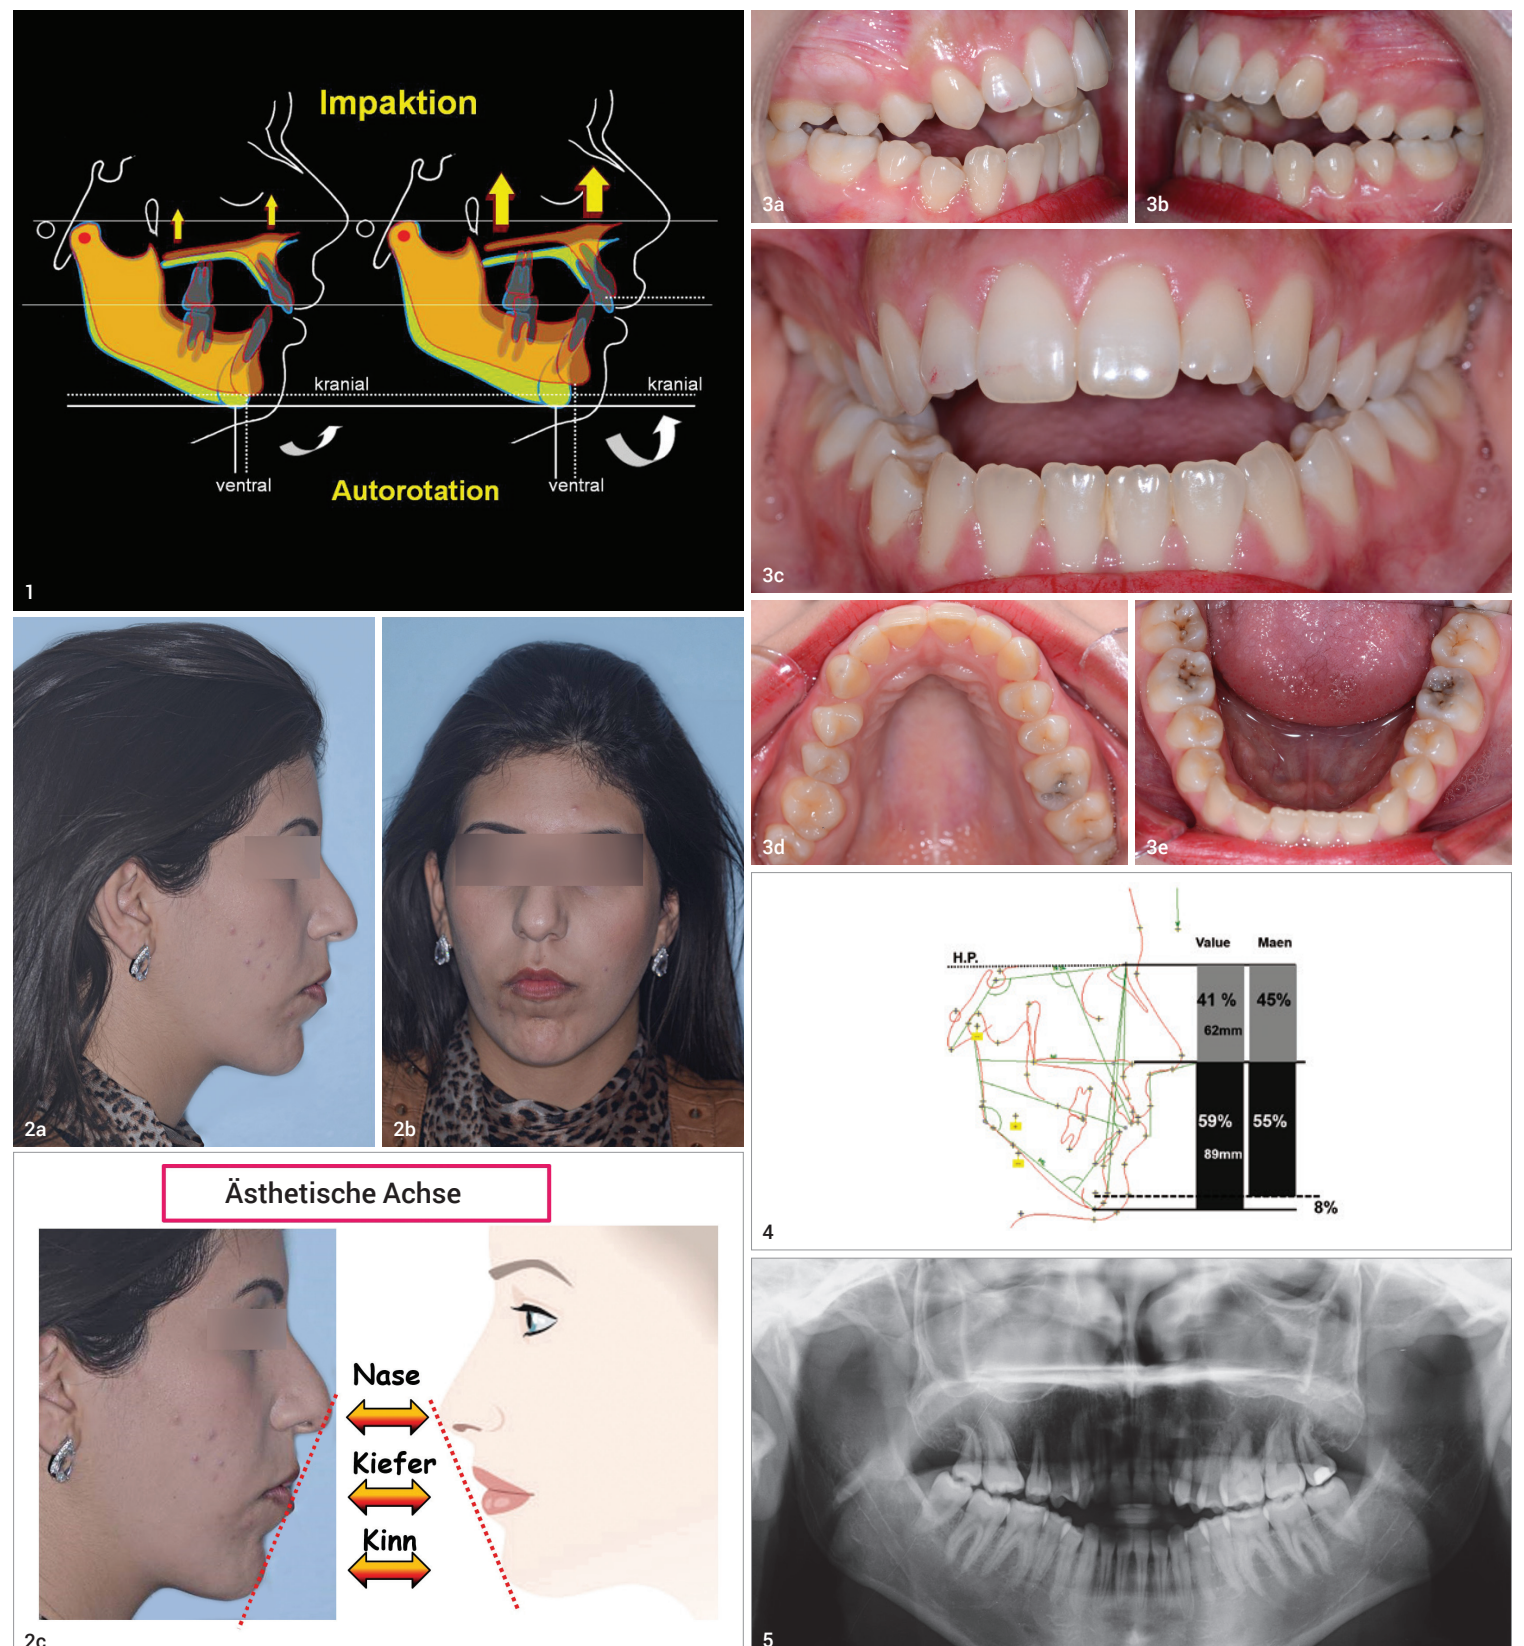 Impaktion
kranial
kranial
ventral
Autorotation
ventral
1
3a
3b
3c
2a
2b
3d
3e
Value
Maen
H.P.
41 %
45%
62mm
59%
55%
89mm
8%
4
Ästhetische Achse
Nase
Kiefer
Kinn
2c
5